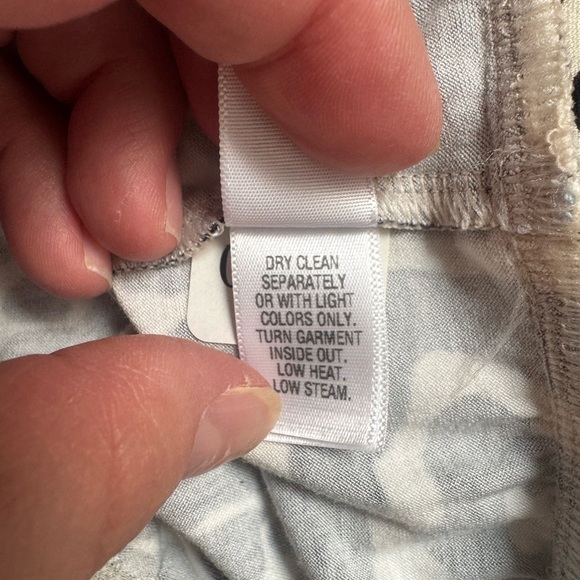 DRY CLEAN
SEPARATELY
OR WITH LIGHT
COLORS ONLY.
TURN GARMENT
INSIDE OUT.
LOW HEAT.
LOW STEAM.